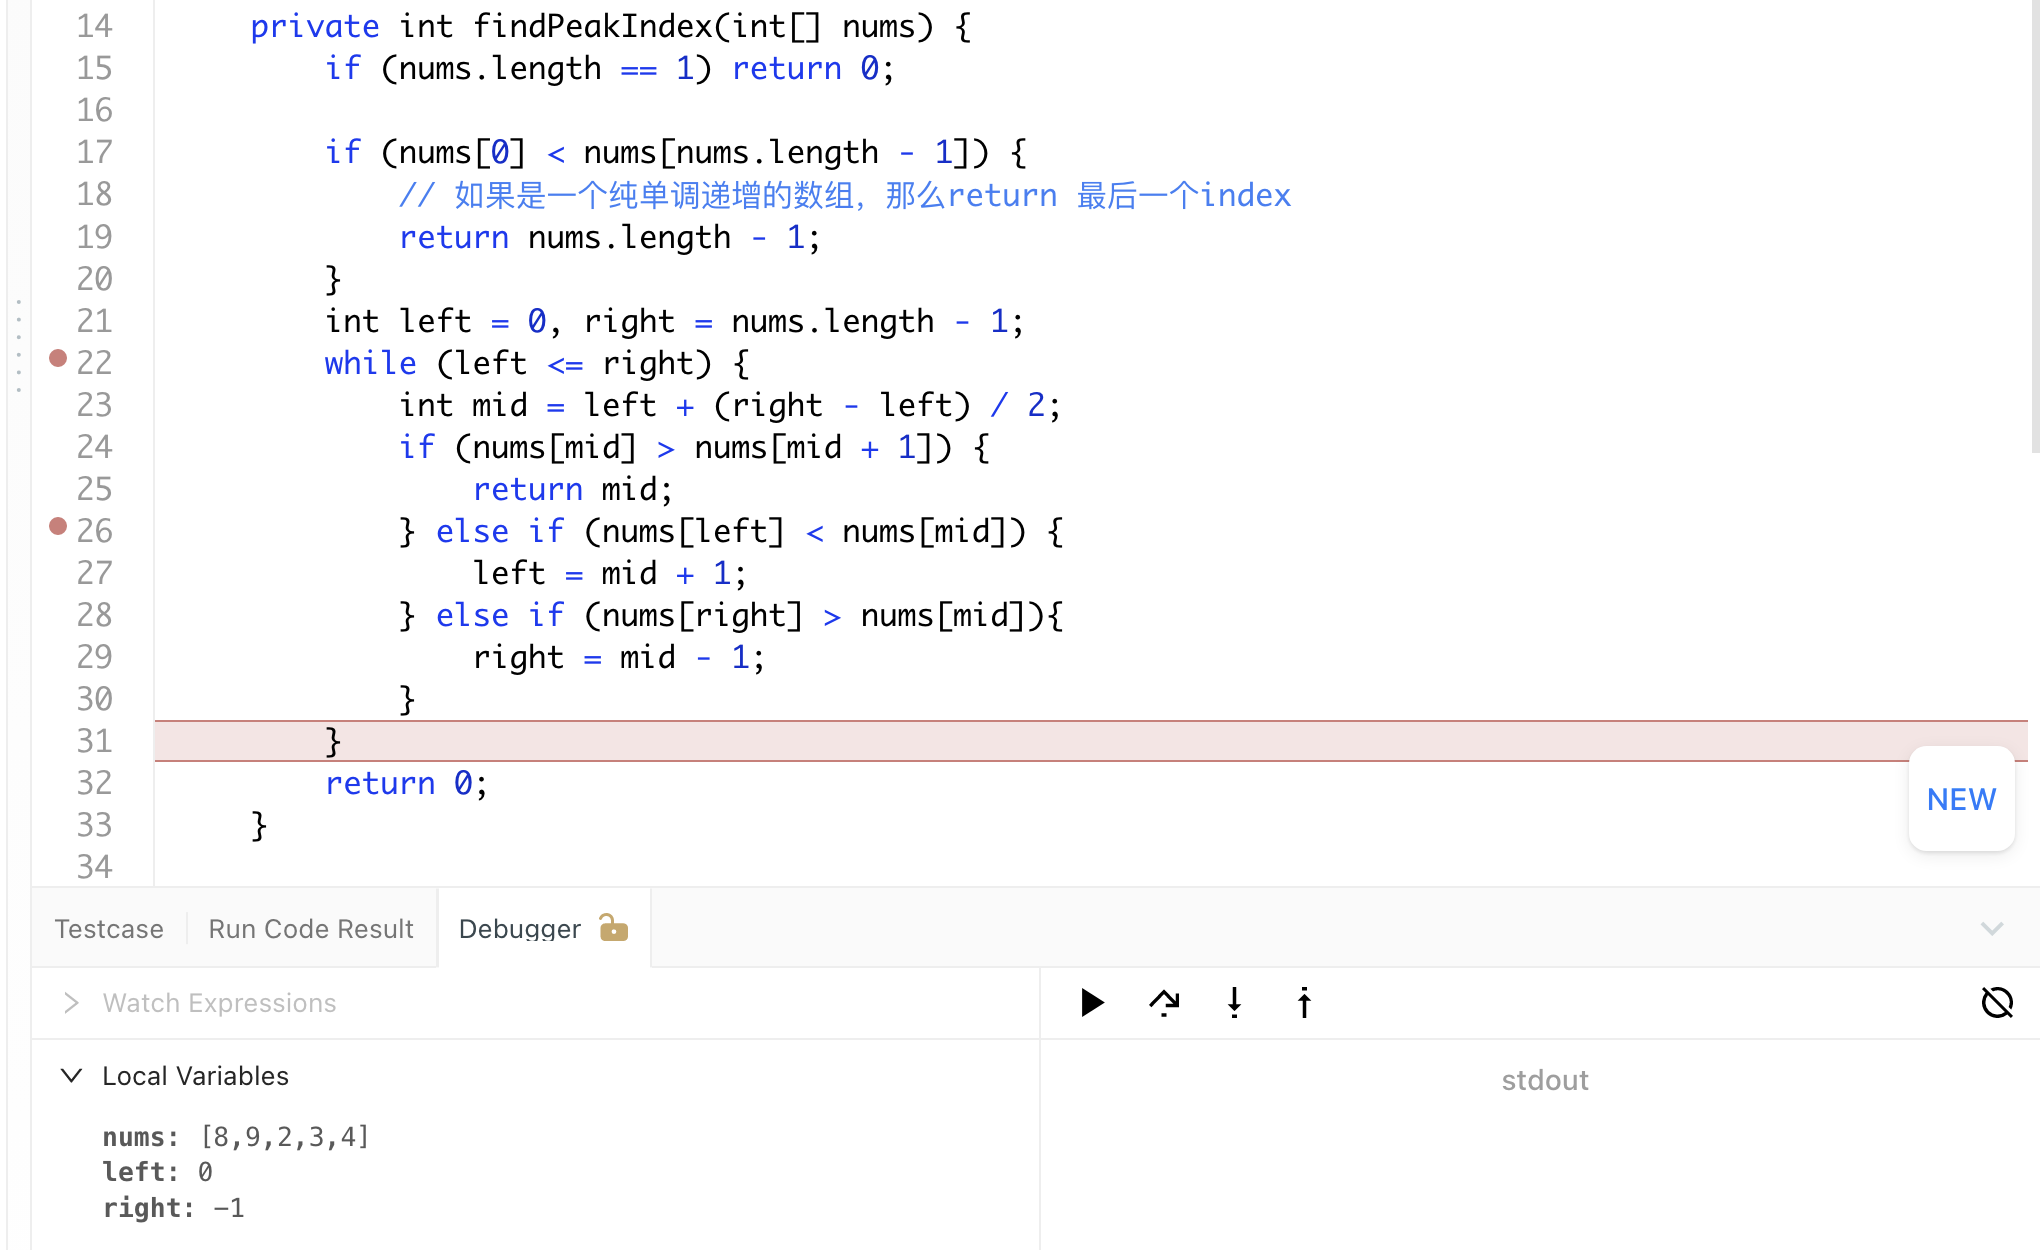 14 private int findPeakIndex(int[] nums) {
15 if (nums.length == 1) return 0;
16
17 if (nums[0] < nums[nums.length - 1]) {
18 // 如果是一个纯单调递增的数组，那么return 最后一个index
19 return nums.length - 1;
20 }
21 int left = 0, right = nums.length - 1;
22 while (left <= right) {
23 int mid = left + (right - left) / 2;
24 if (nums[mid] > nums[mid + 1]) {
25 return mid;
26 } else if (nums[left] < nums[mid]) {
27 left = mid + 1;
28 } else if (nums[right] > nums[mid]){
29 right = mid - 1;
30 }
31 }
32 return 0;
33 }
34
NEW
Testcase Run Code Result Debugger
Watch Expressions
Local Variables
stdout
nums: [8,9,2,3,4]
left: 0
right: -1